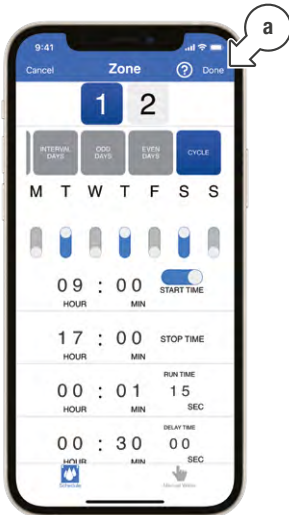 a
9:41
Cancel Zone ? Done
1 2
INTERVAL DAYS ODD DAYS EVEN DAYS CYCLE
M T W T F S S
09 : 00 START TIME
HOUR MIN
17 : 00 STOP TIME
HOUR MIN
RUN TIME
00 : 01 15
HOUR MIN SEC
DELAY TIME
00 : 30 00
HOUR MIN SEC
Schedule Manual Water